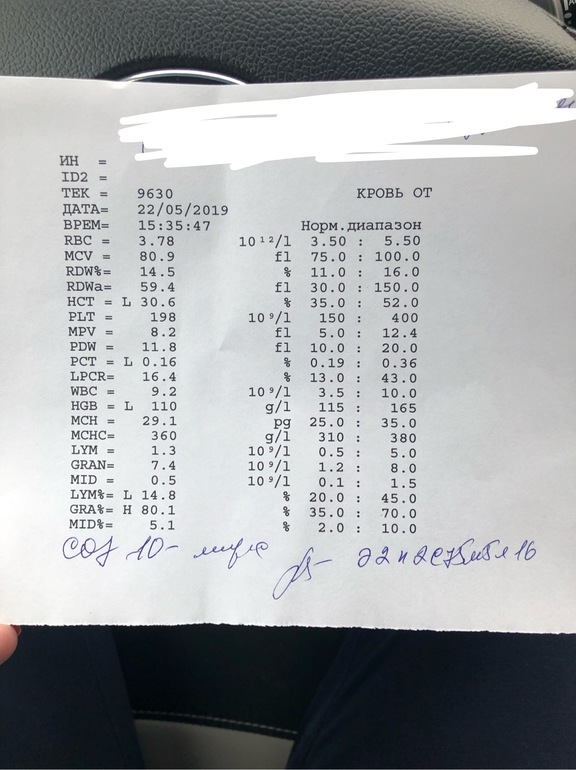 ИН =
ID2 =
ТЕК = 9630 КРОВЬ ОТ
ДАТА= 22/05/2019
ВРЕМ= 15:35:47 Норм.диапазон
RBC = 3.78 10¹²/l 3.50 : 5.50
MCV = 80.9 fl 75.0 : 100.0
RDW%= 14.5 % 11.0 : 16.0
RDWa= 59.4 fl 30.0 : 150.0
HCT = L 30.6 % 35.0 : 52.0
PLT = 198 10⁹/l 150 : 400
MPV = 8.2 fl 5.0 : 12.4
PDW = 11.8 fl 10.0 : 20.0
PCT = L 0.16 % 0.19 : 0.36
LPCR= 16.4 % 13.0 : 43.0
WBC = 9.2 10⁹/l 3.5 : 10.0
HGB = L 110 g/l 115 : 165
MCH = 29.1 pg 25.0 : 35.0
MCHC= 360 g/l 310 : 380
LYM = 1.3 10⁹/l 0.5 : 5.0
GRAN= 7.4 10⁹/l 1.2 : 8.0
MID = 0.5 10⁹/l 0.1 : 1.5
LYM%= L 14.8 % 20.0 : 45.0
GRA%= H 80.1 % 35.0 : 70.0
MID%= 5.1 % 2.0 : 10.0
СОЭ 10-